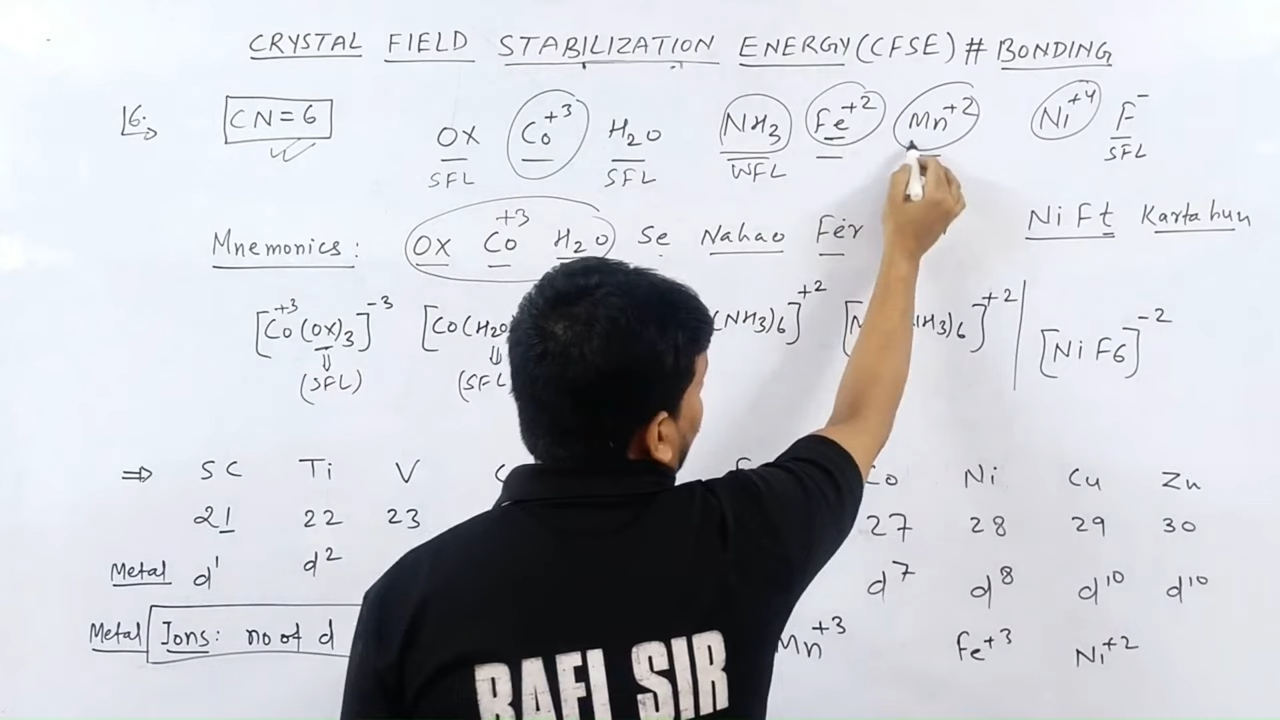 CRYSTAL FIELD STABILIZATION ENERGY (CFSE) # BONDING
16. CN=6 OX Co+3 H2O NH3 Fe+2 Mn+2 Ni+4 F-
SFL SFL WFL SFL
Mnemonics: OX Co+3 H2O Se Nahao Fer NiFt Kartahun
[Co+3(OX)3]-3 [Co(H2O (NH3)6]+2 H3)6]+2 [NiF6]-2
(SFL) (SFL
⇒ SC Ti V Co Ni Cu Zn
21 22 23 27 28 29 30
Metal d1 d2 d7 d8 d10 d10
Metal Ions: no of d Mn+3 Fe+3 Ni+2
RAFI SIR